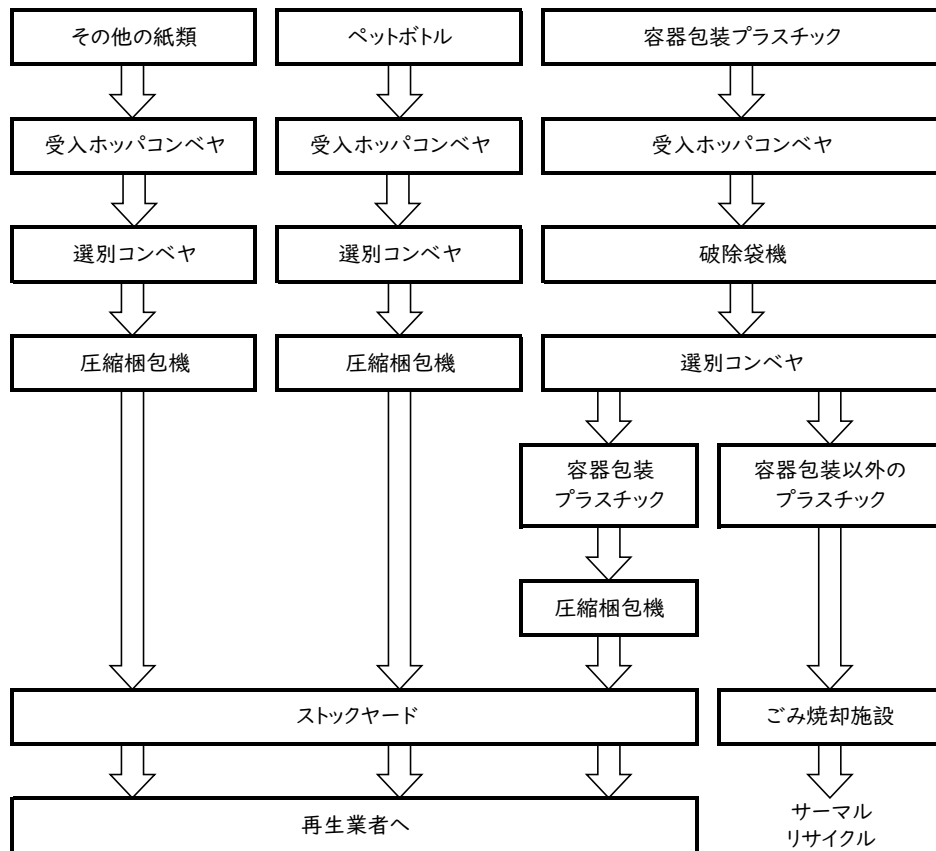 その他の紙類
ペットボトル
容器包装プラスチック
受入ホッパコンベヤ
受入ホッパコンベヤ
受入ホッパコンベヤ
選別コンベヤ
選別コンベヤ
破除袋機
圧縮梱包機
圧縮梱包機
選別コンベヤ
容器包装
プラスチック
容器包装以外の
プラスチック
圧縮梱包機
ストックヤード
ごみ焼却施設
再生業者へ
サーマル
リサイクル